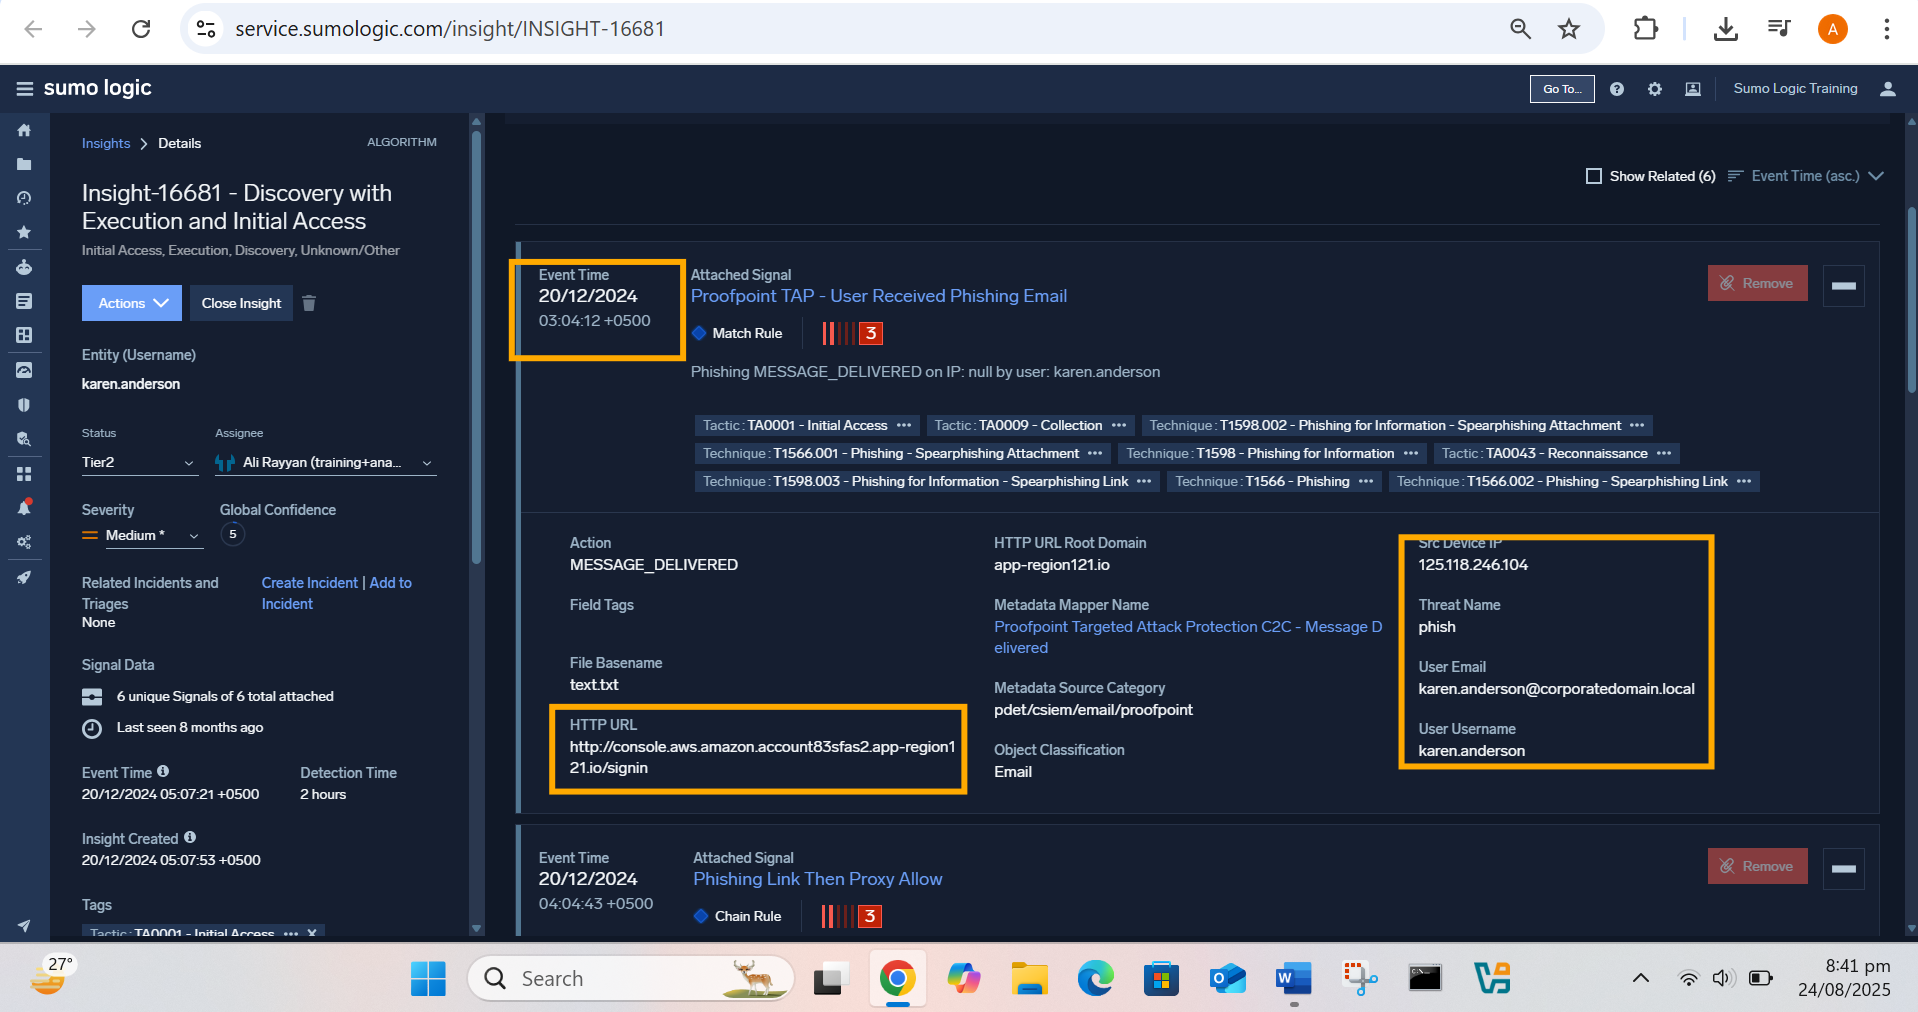 service.sumologic.com/insight/INSIGHT-16681
A
sumo logic
Go To...
?
Sumo Logic Training
Insights > Details
ALGORITHM
Insight-16681 - Discovery with
Execution and Initial Access
Initial Access, Execution, Discovery, Unknown/Other
Actions
Close Insight
Entity (Username)
karen.anderson
Status
Assignee
Tier2
Ali Rayyan (training+ana...
Severity
Global Confidence
Medium *
5
Related Incidents and
Triages
Create Incident | Add to
Incident
None
Signal Data
6 unique Signals of 6 total attached
Last seen 8 months ago
Event Time
Detection Time
20/12/2024 05:07:21 +0500
2 hours
Insight Created
20/12/2024 05:07:53 +0500
Tags
Tactic : TA0001 - Initial Access ••• X
Show Related (6)
Event Time (asc.)
Event Time
20/12/2024
03:04:12 +0500
Attached Signal
Proofpoint TAP - User Received Phishing Email
Remove
Match Rule
3
Phishing MESSAGE_DELIVERED on IP: null by user: karen.anderson
Tactic : TA0001 - Initial Access •••
Tactic : TA0009 - Collection •••
Technique : T1598.002 - Phishing for Information - Spearphishing Attachment •••
Technique : T1566.001 - Phishing - Spearphishing Attachment •••
Technique : T1598 - Phishing for Information •••
Tactic : TA0043 - Reconnaissance •••
Technique : T1598.003 - Phishing for Information - Spearphishing Link •••
Technique : T1566 - Phishing •••
Technique : T1566.002 - Phishing - Spearphishing Link •••
Action
MESSAGE_DELIVERED
Field Tags
File Basename
text.txt
HTTP URL
http://console.aws.amazon.account83sfas2.app-region1
21.io/signin
HTTP URL Root Domain
app-region121.io
Metadata Mapper Name
Proofpoint Targeted Attack Protection C2C - Message D
elivered
Metadata Source Category
pdet/csiem/email/proofpoint
Object Classification
Email
Src Device IP
125.118.246.104
Threat Name
phish
User Email
karen.anderson@corporatedomain.local
User Username
karen.anderson
Event Time
20/12/2024
04:04:43 +0500
Attached Signal
Phishing Link Then Proxy Allow
Remove
Chain Rule
3
27°
Search
8:41 pm
24/08/2025